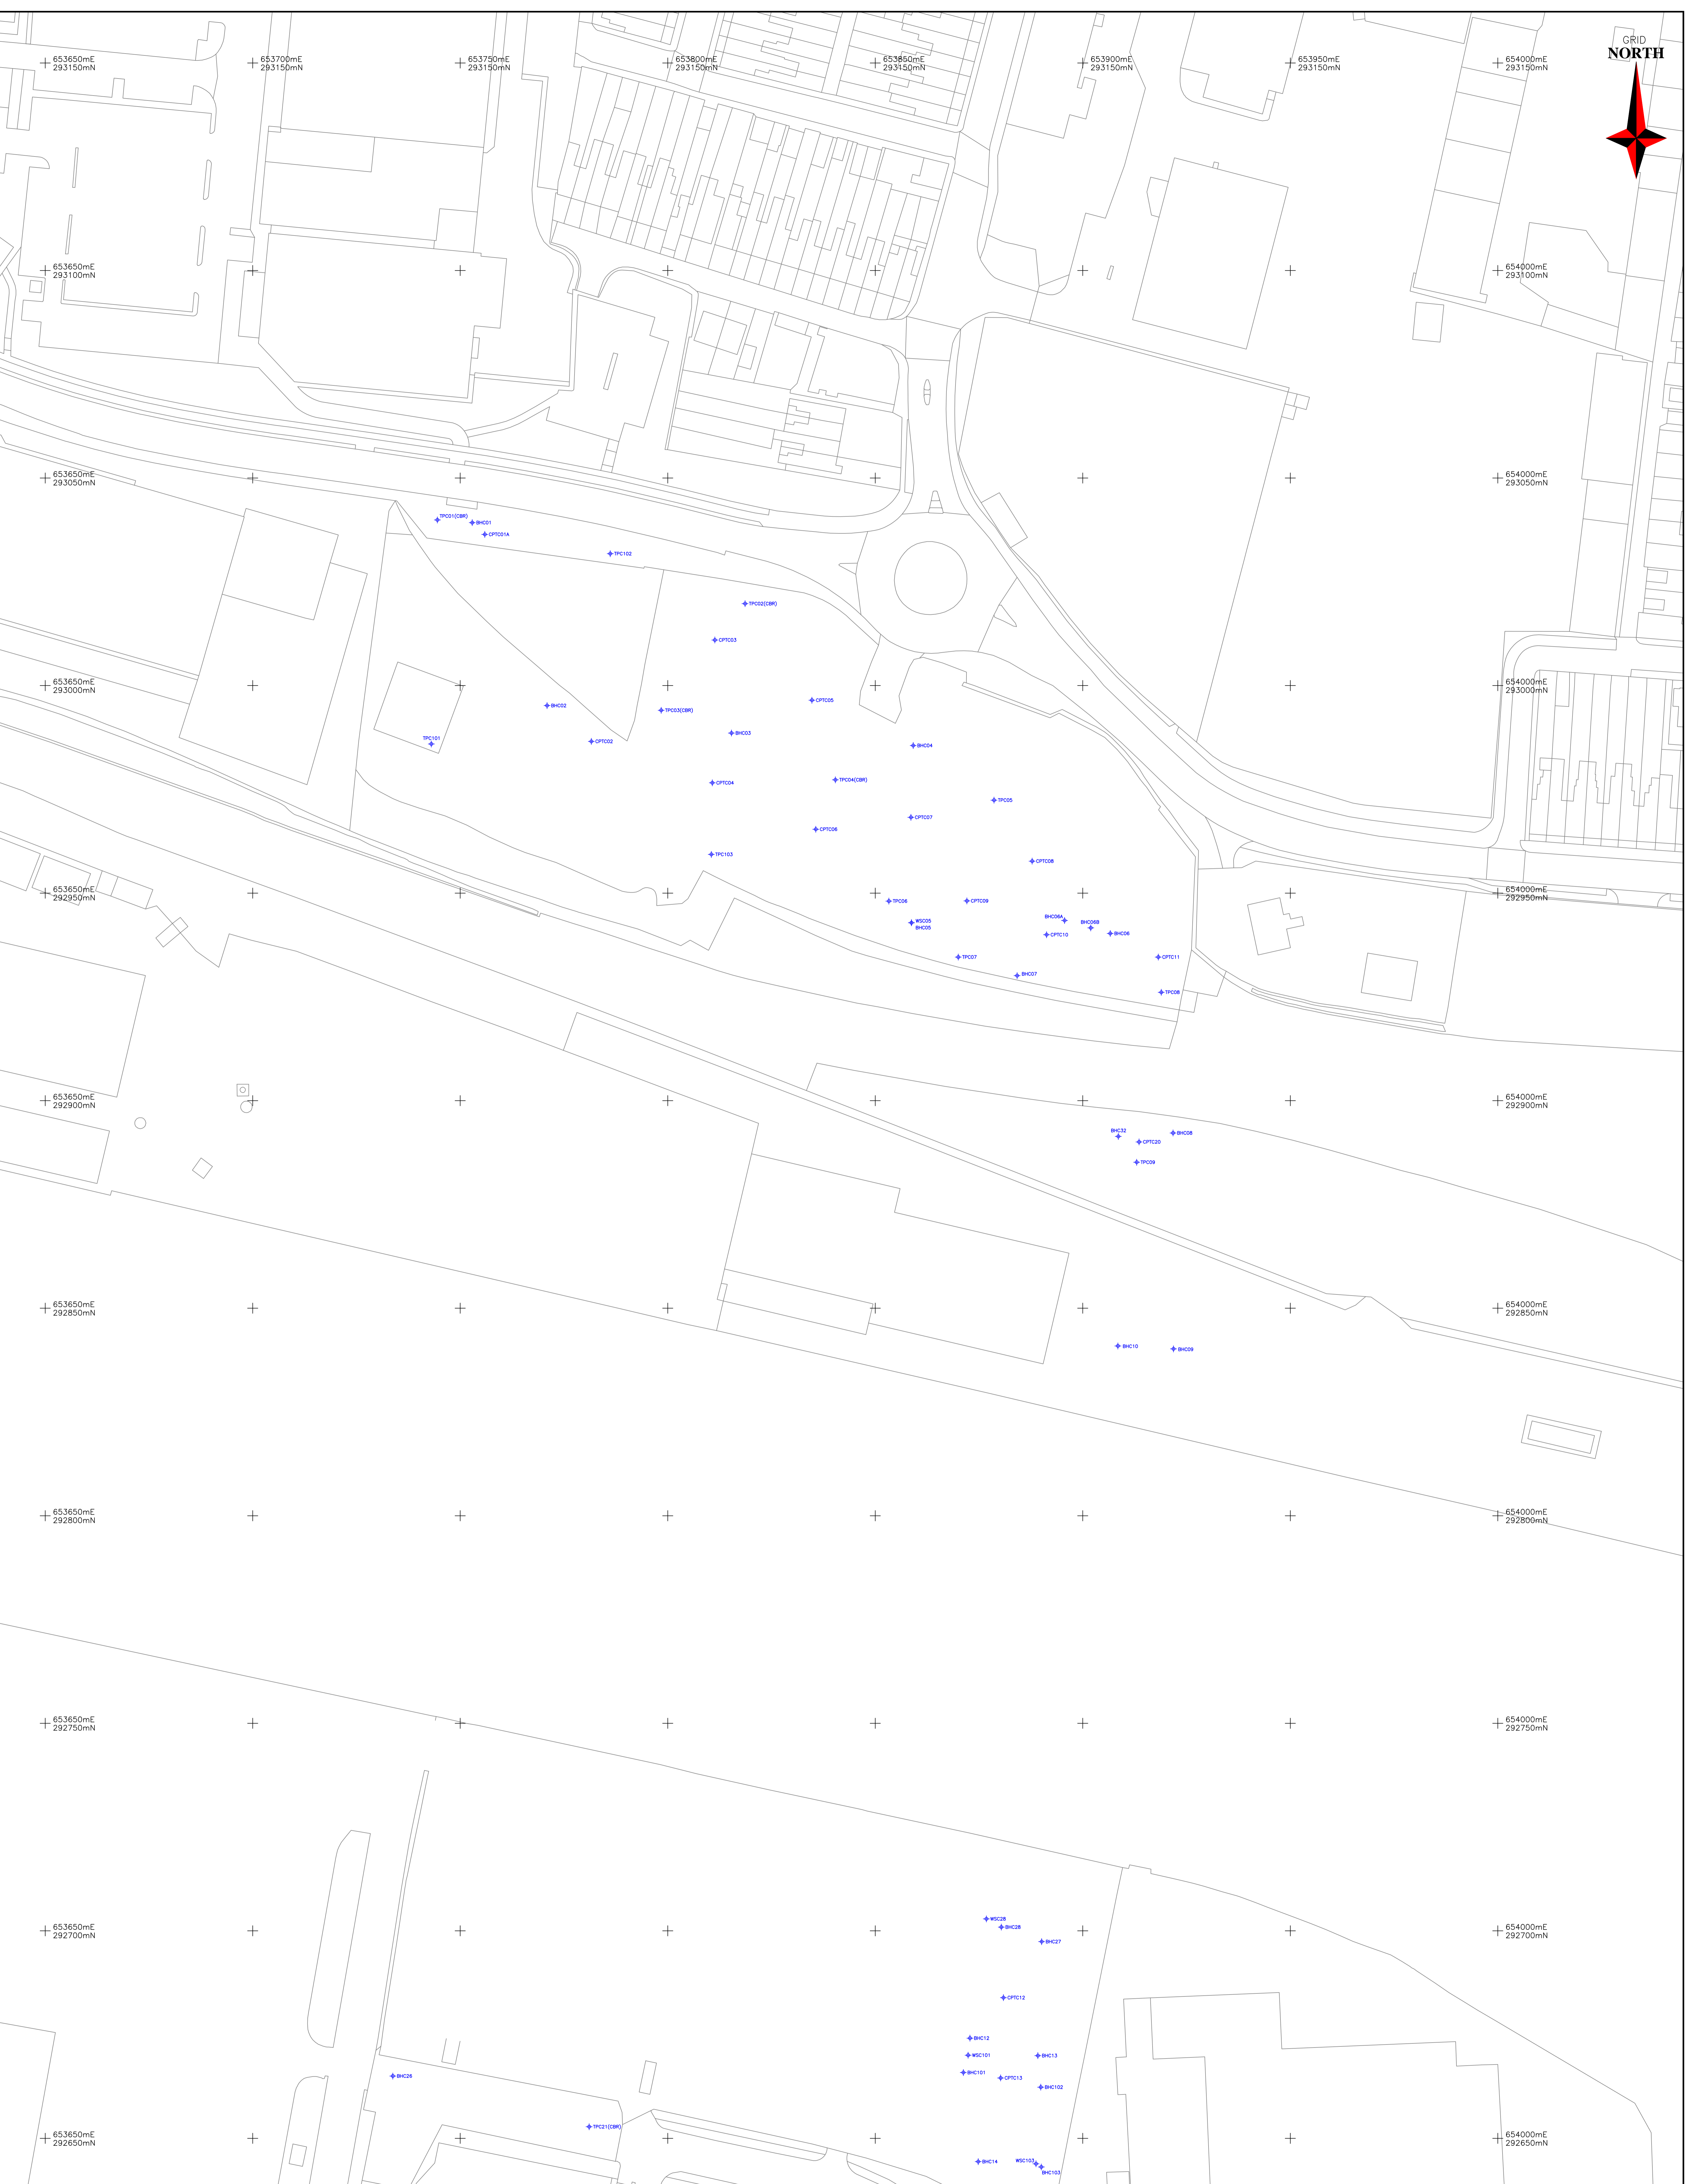 GRID
NORTH
653650mE
293150mN
653700mE
293150mN
653750mE
293150mN
653800mE
293150mN
653850mE
293150mN
653900mE
293150mN
653950mE
293150mN
654000mE
293150mN
653650mE
293100mN
654000mE
293100mN
653650mE
293050mN
654000mE
293050mN
TPC01(CBR)
BHC01
CPTC01A
TPC102
TPC02(CBR)
CPTC03
653650mE
293000mN
654000mE
293000mN
CPTC05
BHC02
TPC03(CBR)
BHC03
TPC101
CPTC02
BHC04
CPTC04
TPC04(CBR)
TPC05
CPTC07
CPTC06
TPC103
CPTC08
653650mE
292950mN
654000mE
292950mN
TPC06
CPTC09
WSC05
BHC05
BHC06A
BHC06B
CPTC10
BHC06
TPC07
CPTC11
BHC07
TPC08
653650mE
292900mN
654000mE
292900mN
BHC32
BHC08
CPTC20
TPC09
653650mE
292850mN
654000mE
292850mN
BHC10
BHC09
653650mE
292800mN
654000mE
292800mN
653650mE
292750mN
654000mE
292750mN
653650mE
292700mN
654000mE
292700mN
WSC28
BHC28
BHC27
CPTC12
BHC12
WSC101
BHC13
BHC101
CPTC13
BHC26
BHC102
TPC21(CBR)
653650mE
292650mN
654000mE
292650mN
BHC14
WSC103
BHC103